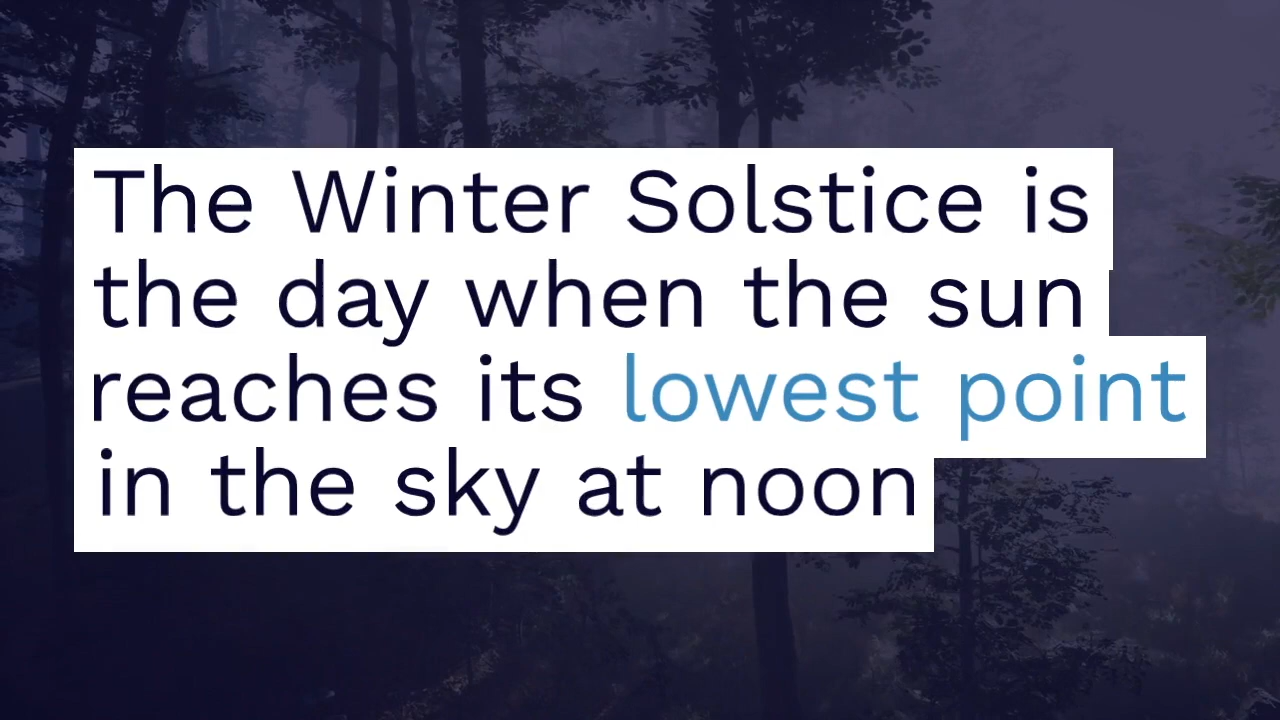 The Winter Solstice is
the day when the sun
reaches its lowest point
in the sky at noon